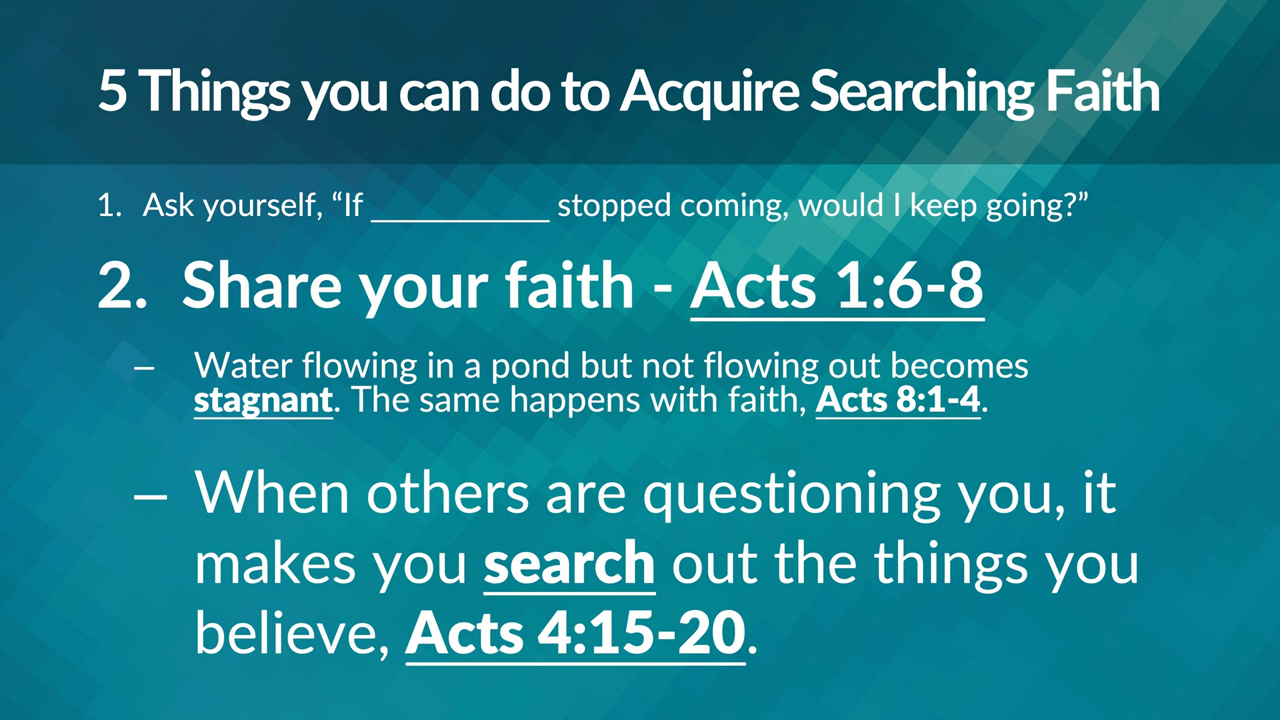 5 Things you can do to Acquire Searching Faith
1. Ask yourself, “If ___________ stopped coming, would I keep going?”
2. Share your faith - Acts 1:6-8
– Water flowing in a pond but not flowing out becomes
stagnant. The same happens with faith, Acts 8:1-4.
– When others are questioning you, it
makes you search out the things you
believe, Acts 4:15-20.